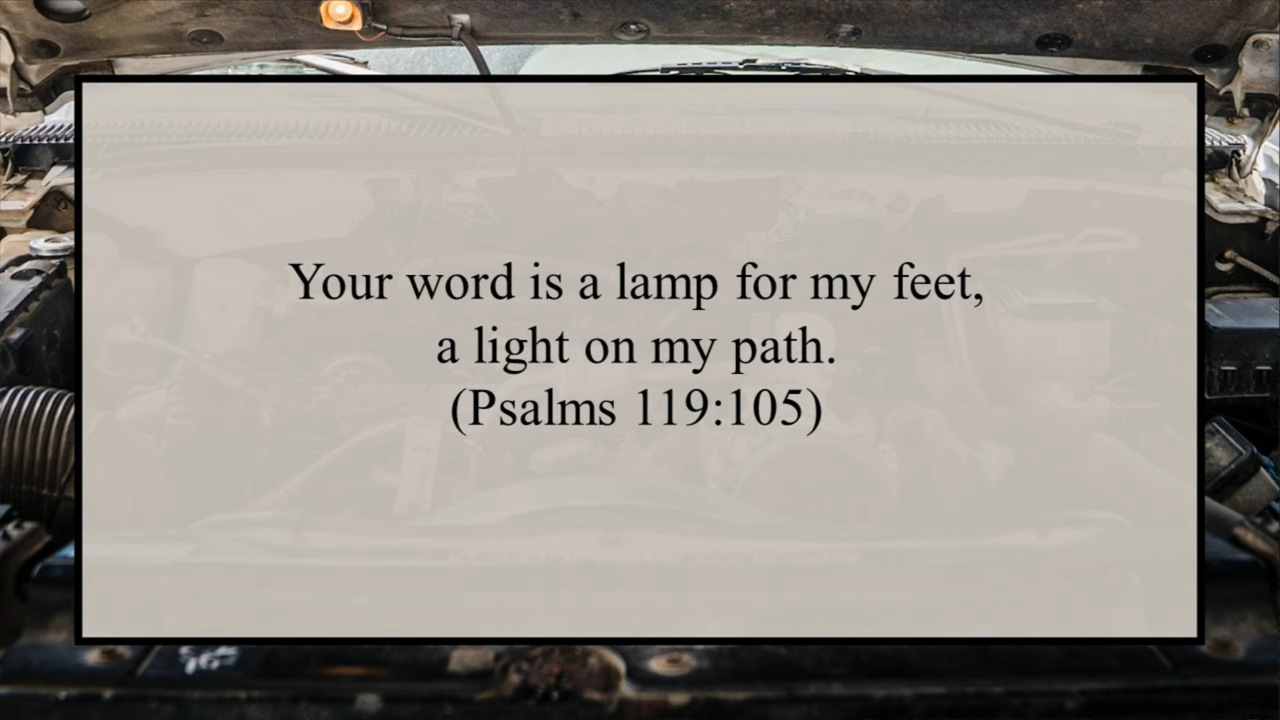 Your word is a lamp for my feet,
a light on my path.
(Psalms 119:105)